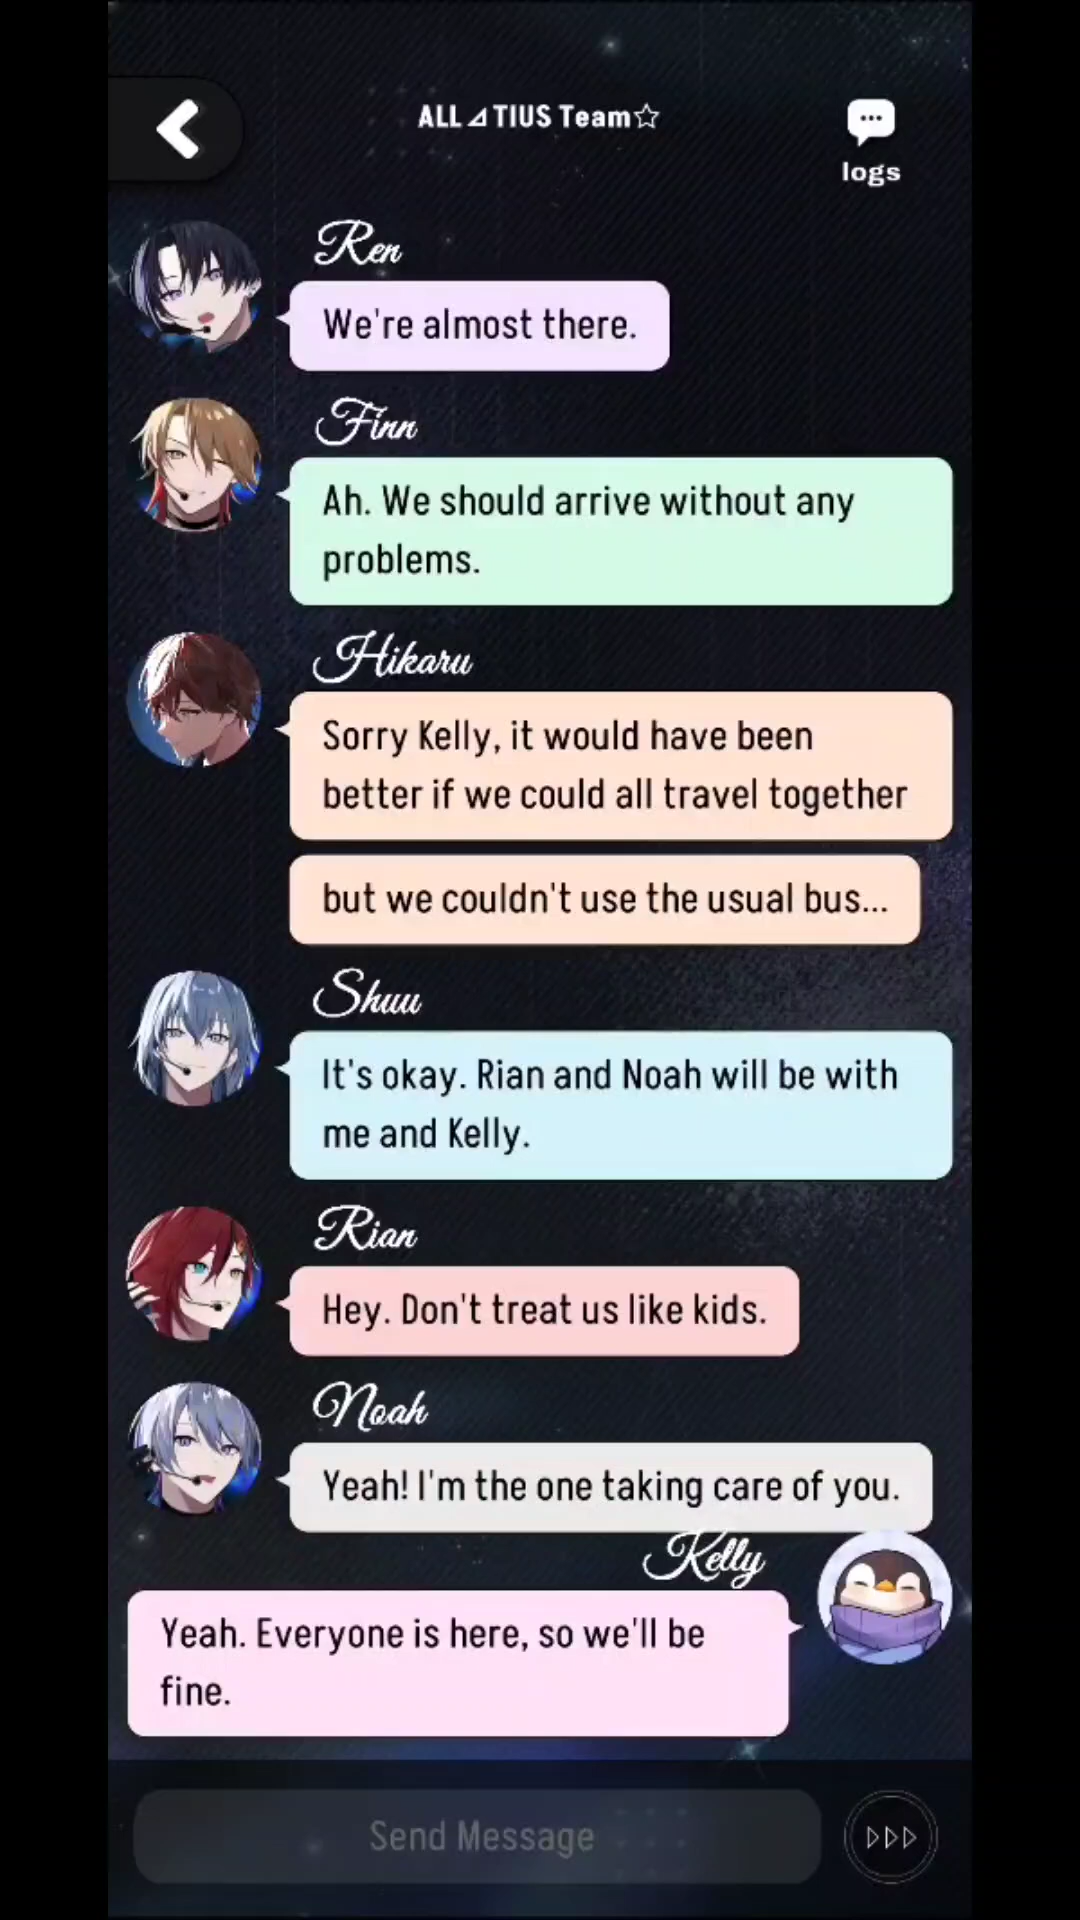 ALL⊿TIUS Team☆
logs
Ren
We're almost there.
Finn
Ah. We should arrive without any
problems.
Hikaru
Sorry Kelly, it would have been
better if we could all travel together
but we couldn't use the usual bus...
Shuu
It's okay. Rian and Noah will be with
me and Kelly.
Rian
Hey. Don't treat us like kids.
Noah
Yeah! I'm the one taking care of you.
Kelly
Yeah. Everyone is here, so we'll be
fine.
Send Message